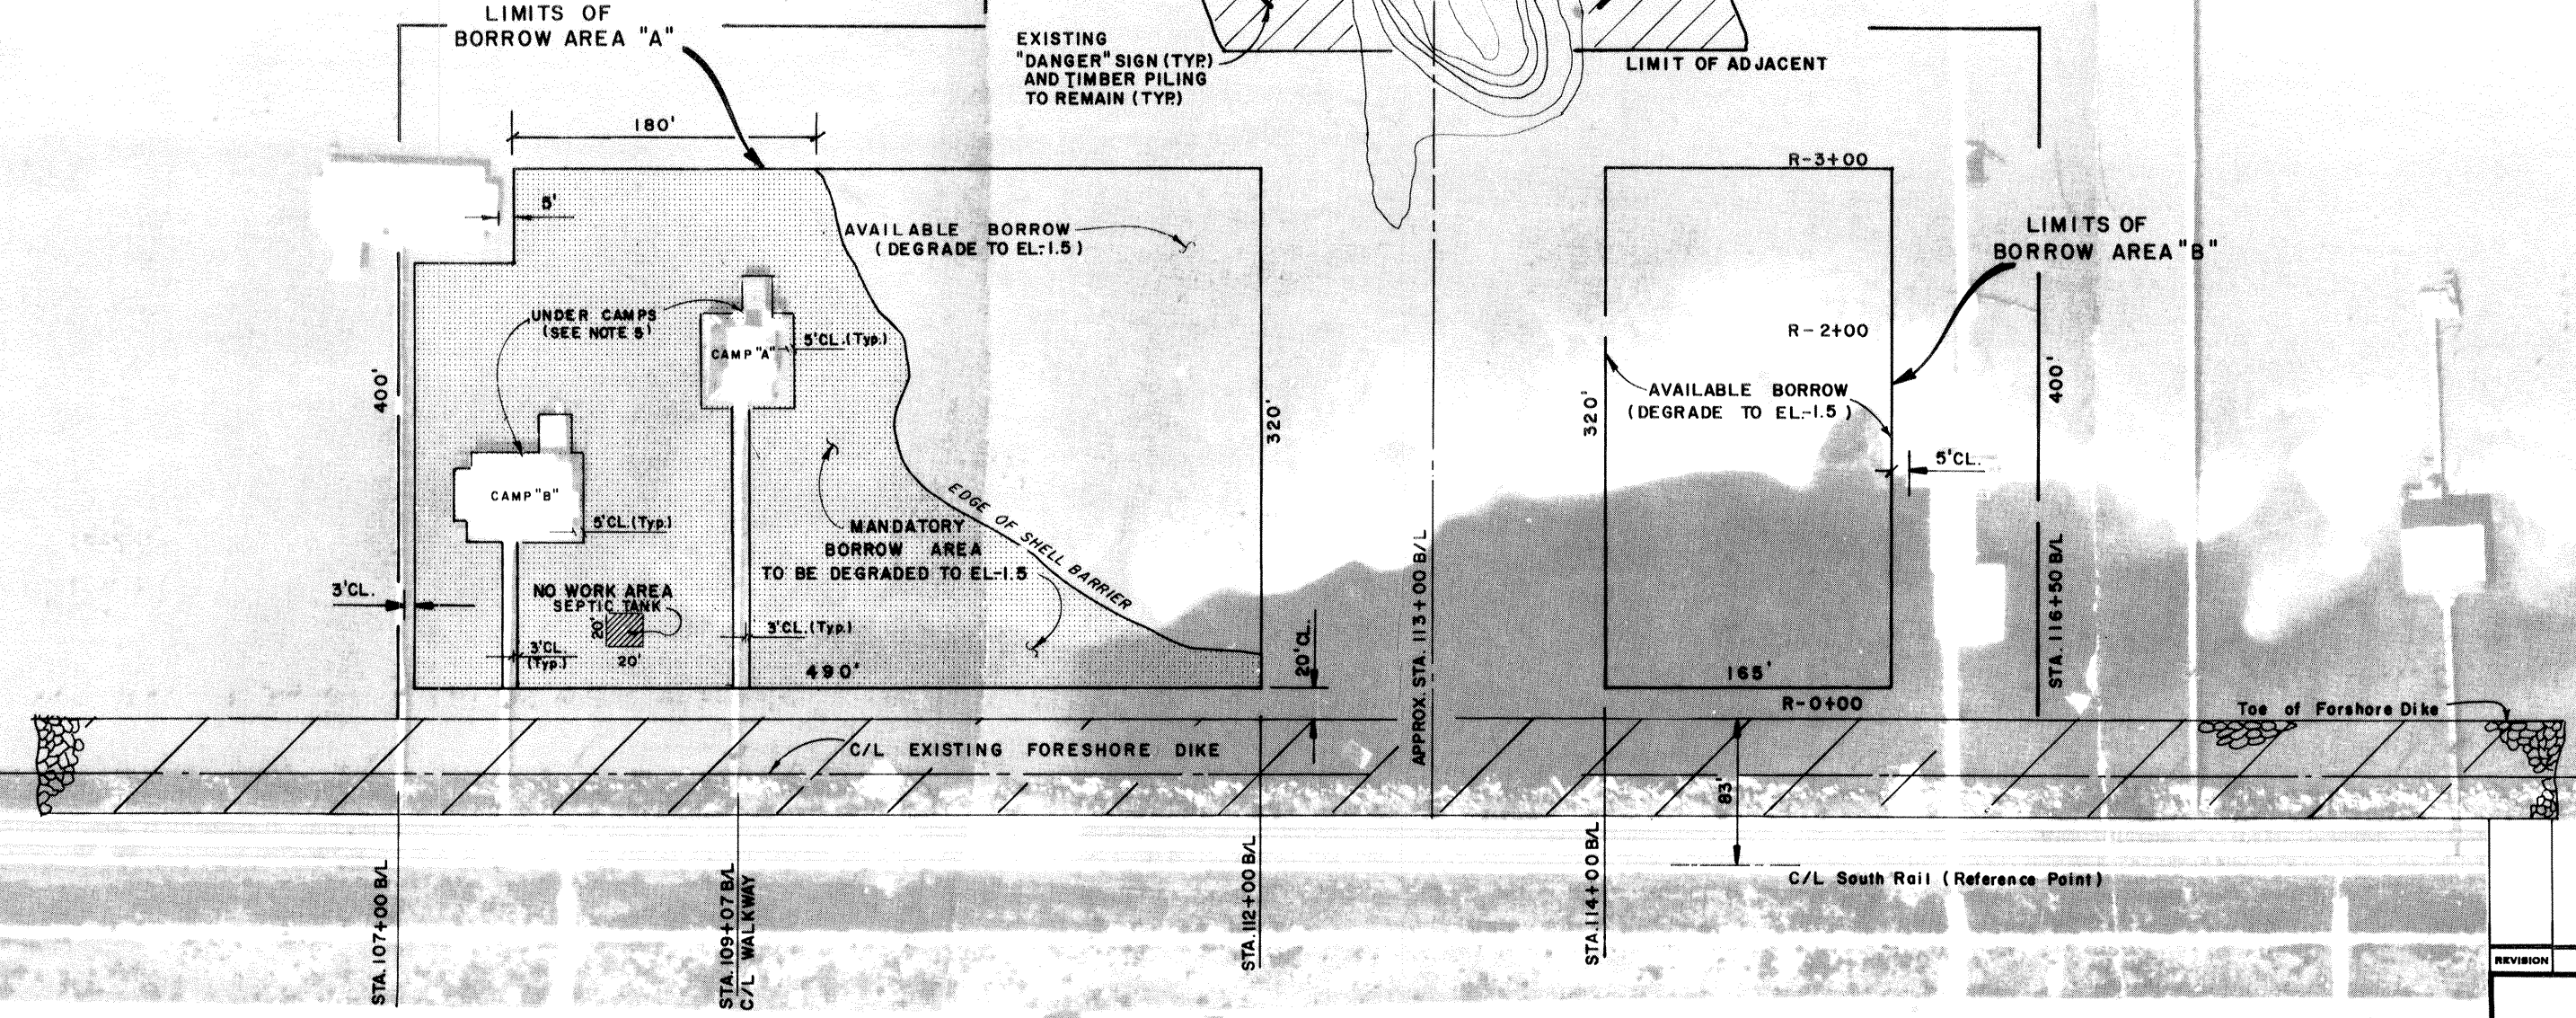 LIMITS OF
BORROW AREA "A"
EXISTING
"DANGER" SIGN (TYP.)
AND TIMBER PILING
TO REMAIN (TYP.)
LIMIT OF ADJACENT
180'
R-3+00
5'
AVAILABLE BORROW
(DEGRADE TO EL.-1.5)
LIMITS OF
BORROW AREA "B"
UNDER CAMPS
(SEE NOTE 5)
CAMP "A"
5' CL. (Typ.)
R-2+00
400'
320'
320'
AVAILABLE BORROW
(DEGRADE TO EL.-1.5)
400'
5' CL.
CAMP "B"
5' CL. (Typ.)
EDGE OF SHELL BARRIER
MANDATORY
BORROW AREA
TO BE DEGRADED TO EL-1.5
3' CL.
NO WORK AREA
SEPTIC TANK
20'
20'
3' CL.
(Typ.)
3' CL. (Typ.)
490'
20' CL.
APPROX. STA. 113+00 B/L
165'
R-0+00
STA. 116+50 B/L
Toe of Forshore Dike
C/L EXISTING FORESHORE DIKE
83'
C/L South Rail (Reference Point)
STA. 107+00 B/L
STA. 109+07 B/L
C/L WALKWAY
STA. 112+00 B/L
STA. 114+00 B/L
REVISION